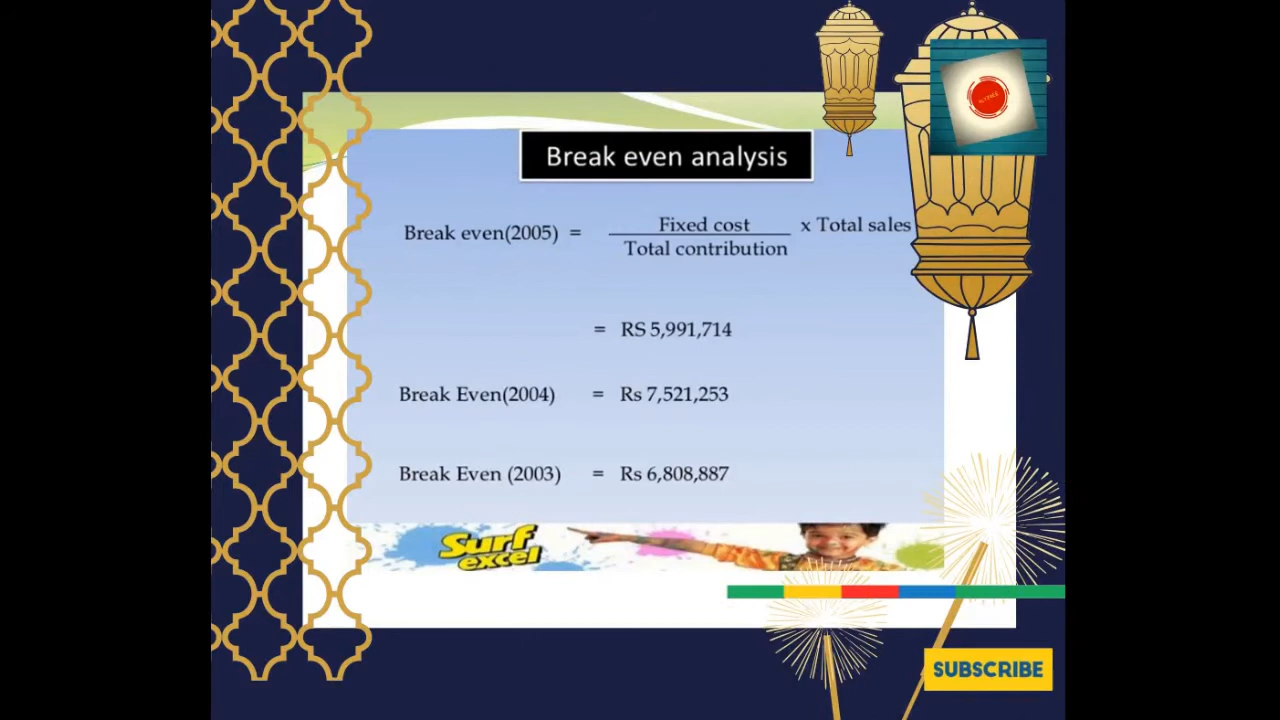 Break even analysis
Break even(2005) = Fixed cost x Total sales
Total contribution
= RS 5,991,714
Break Even(2004) = Rs 7,521,253
Break Even (2003) = Rs 6,808,887
Surf
excel
SUBSCRIBE